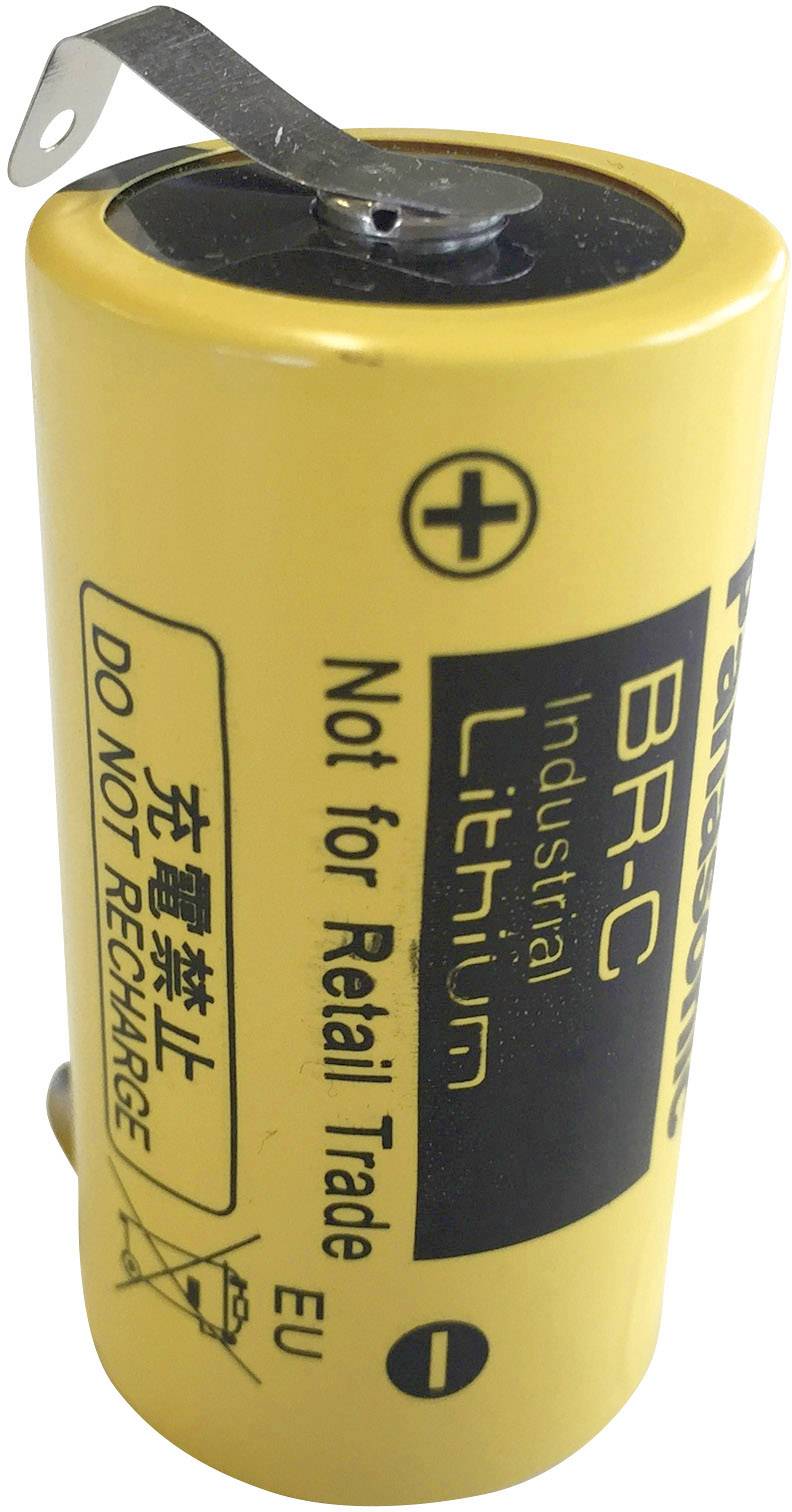 Panasonic
BR-C
Industrial
Lithium
Not for Retail Trade
充電禁止
DO NOT RECHARGE
EU